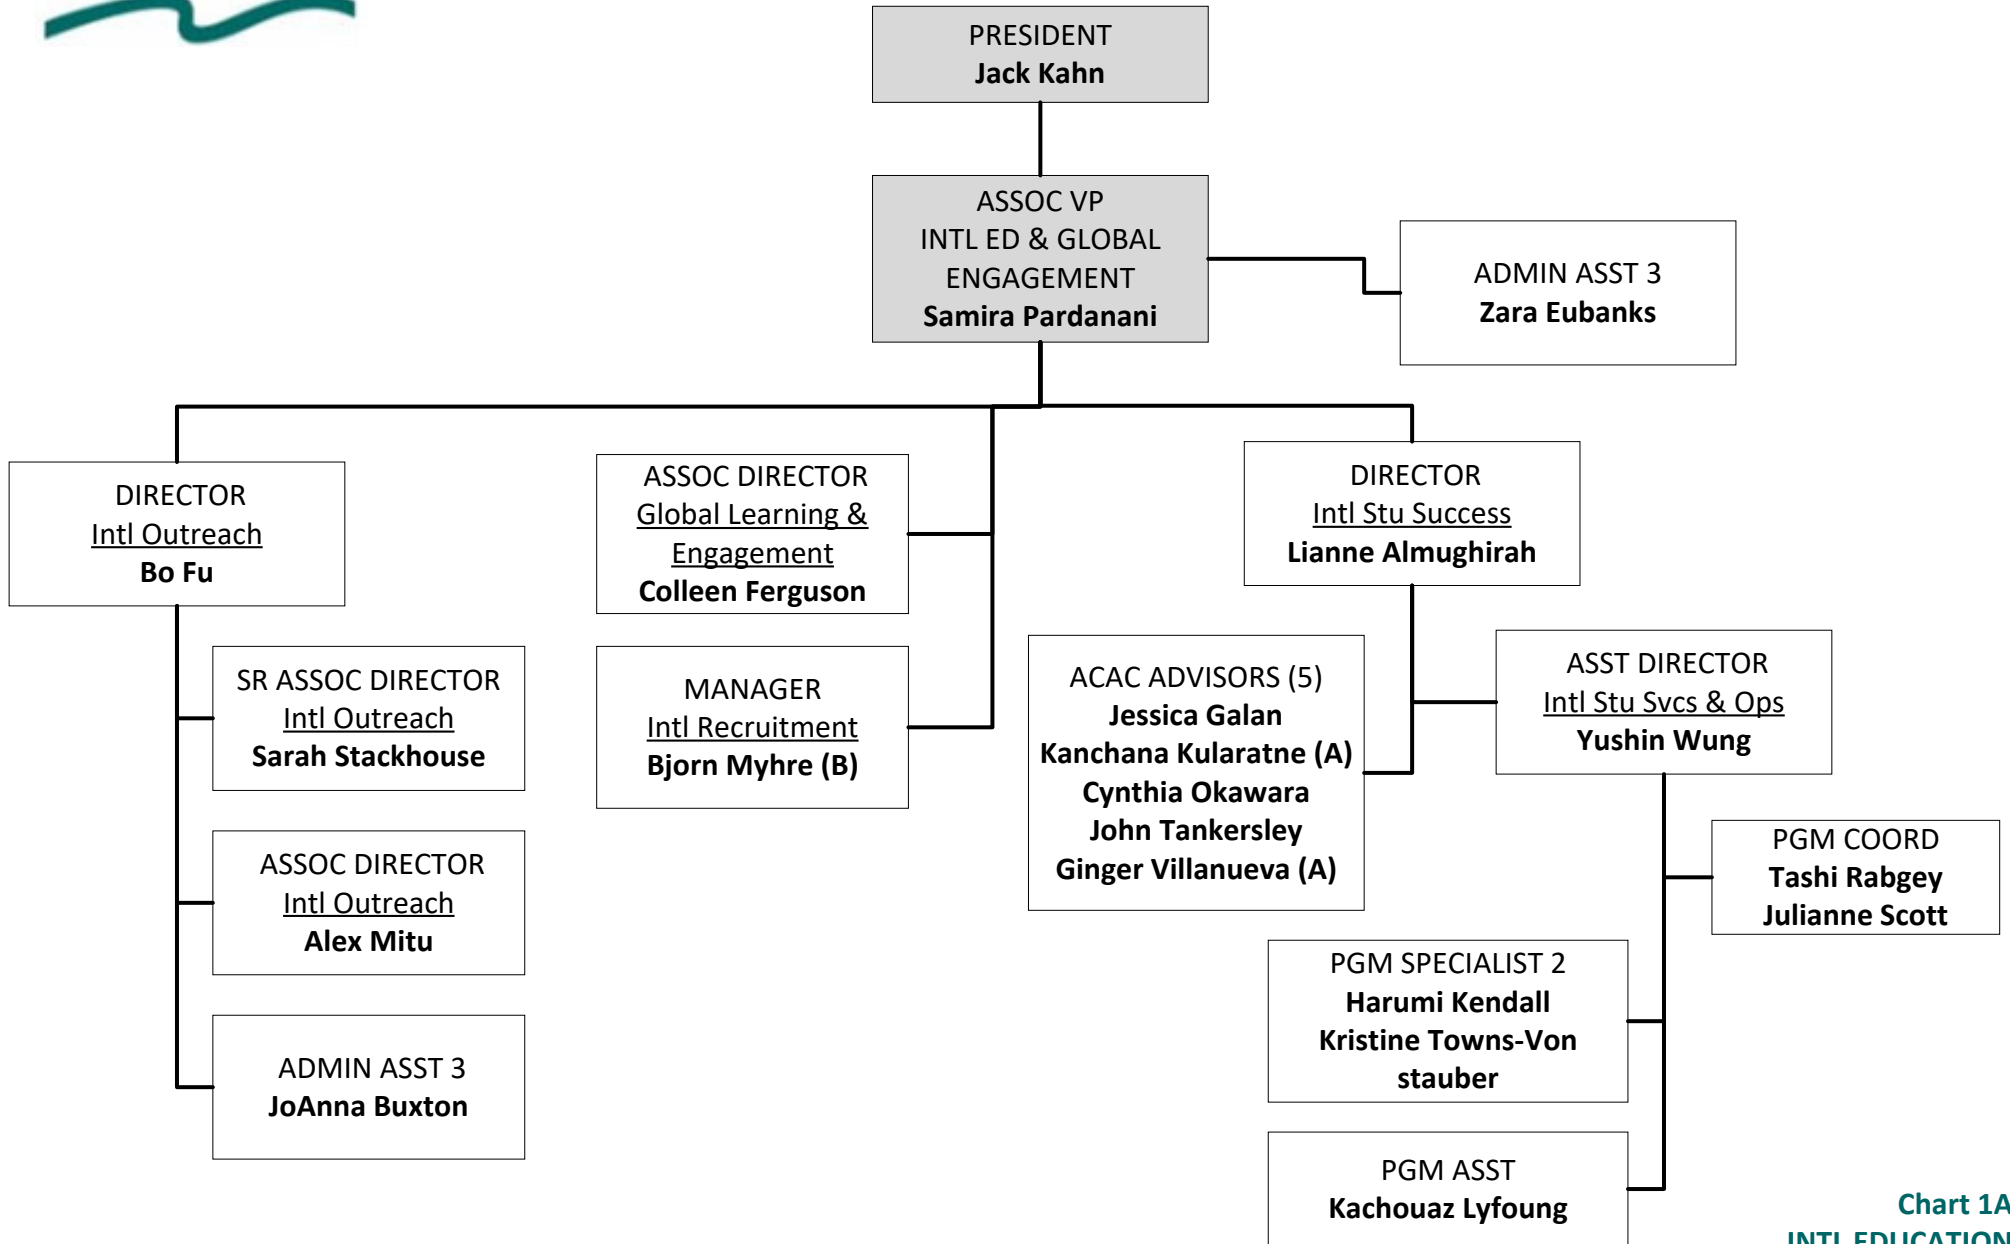 PRESIDENT
Jack Kahn
ASSOC VP
INTL ED & GLOBAL
ENGAGEMENT
Samira Pardanani
ADMIN ASST 3
Zara Eubanks
DIRECTOR
Intl Outreach
Bo Fu
SR ASSOC DIRECTOR
Intl Outreach
Sarah Stackhouse
ASSOC DIRECTOR
Intl Outreach
Alex Mitu
ADMIN ASST 3
JoAnna Buxton
ASSOC DIRECTOR
Global Learning &
Engagement
Colleen Ferguson
MANAGER
Intl Recruitment
Bjorn Myhre (B)
DIRECTOR
Intl Stu Success
Lianne Almughirah
ACAC ADVISORS (5)
Jessica Galan
Kanchana Kularatne (A)
Cynthia Okawara
John Tankersley
Ginger Villanueva (A)
ASST DIRECTOR
Intl Stu Svcs & Ops
Yushin Wung
PGM COORD
Tashi Rabgey
Julianne Scott
PGM SPECIALIST 2
Harumi Kendall
Kristine Towns-Von
stauber
PGM ASST
Kachouaz Lyfoung
Chart 1A
INTL EDUCATION